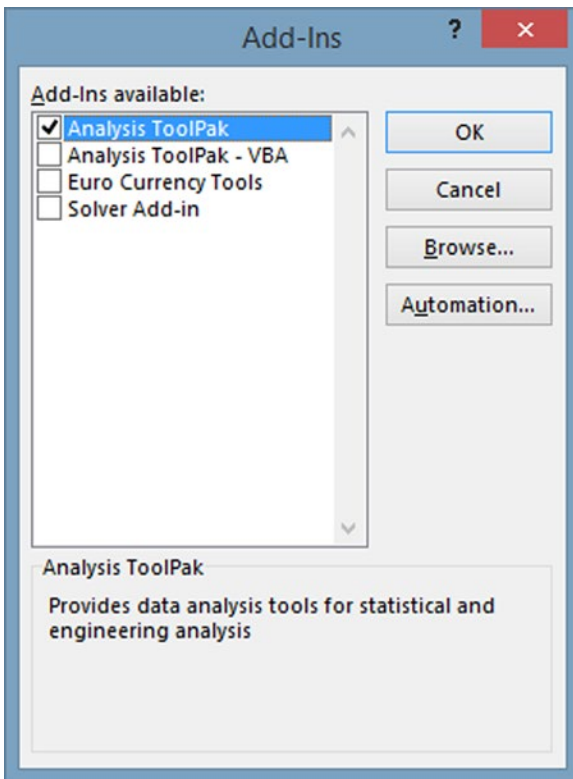 Add-Ins
?
Add-Ins available:
Analysis ToolPak
Analysis ToolPak - VBA
Euro Currency Tools
Solver Add-in
OK
Cancel
Browse...
Automation...
Analysis ToolPak
Provides data analysis tools for statistical and
engineering analysis